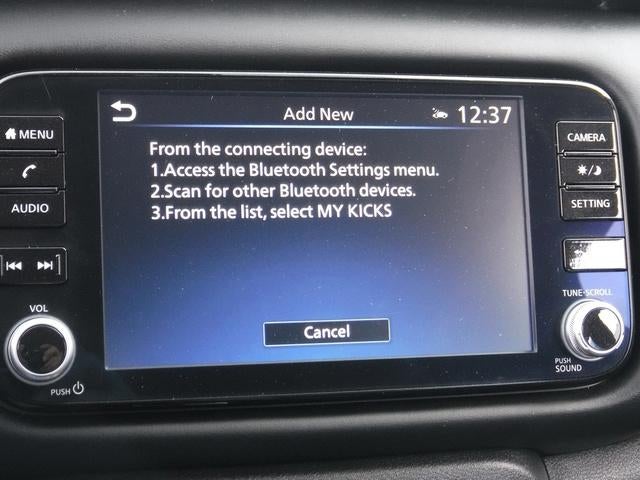 Add New
12:37
MENU
AUDIO
VOL
PUSH
From the connecting device:
1.Access the Bluetooth Settings menu.
2.Scan for other Bluetooth devices.
3.From the list, select MY KICKS
Cancel
CAMERA
SETTING
TUNE·SCROLL
PUSH
SOUND